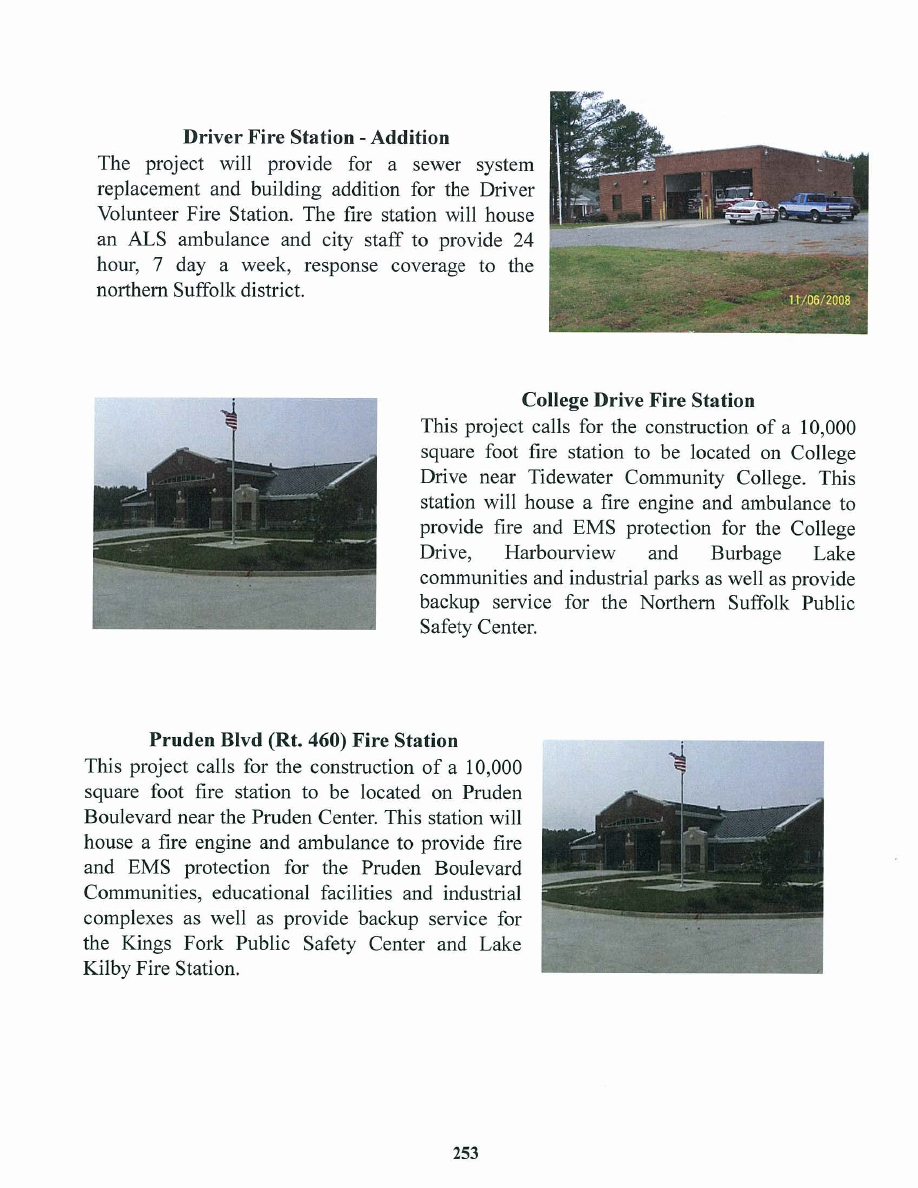 Driver Fire Station - Addition
The project will provide for a sewer system
replacement and building addition for the Driver
Volunteer Fire Station. The fire station will house
an ALS ambulance and city staff to provide 24
hour, 7 day a week, response coverage to the
northern Suffolk district.
11/06/2008
College Drive Fire Station
This project calls for the construction of a 10,000
square foot fire station to be located on College
Drive near Tidewater Community College. This
station will house a fire engine and ambulance to
provide fire and EMS protection for the College
Drive, Harbourview and Burbage Lake
communities and industrial parks as well as provide
backup service for the Northern Suffolk Public
Safety Center.
Pruden Blvd (Rt. 460) Fire Station
This project calls for the construction of a 10,000
square foot fire station to be located on Pruden
Boulevard near the Pruden Center. This station will
house a fire engine and ambulance to provide fire
and EMS protection for the Pruden Boulevard
Communities, educational facilities and industrial
complexes as well as provide backup service for
the Kings Fork Public Safety Center and Lake
Kilby Fire Station.
253